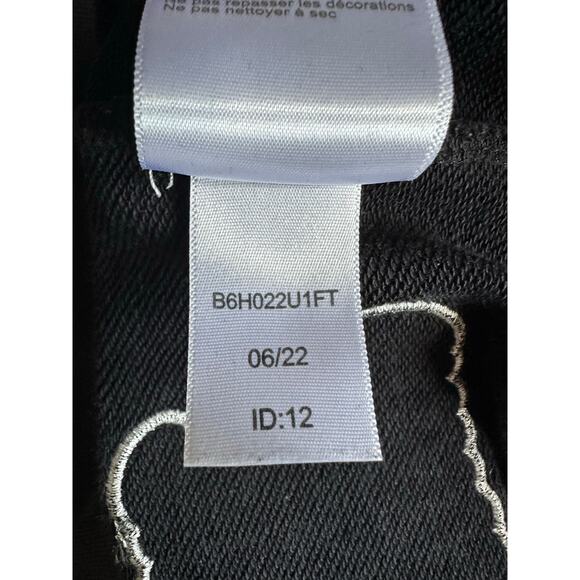 Ne pas repasser les décorations
Ne pas nettoyer à sec
B6H022U1FT
06/22
ID:12